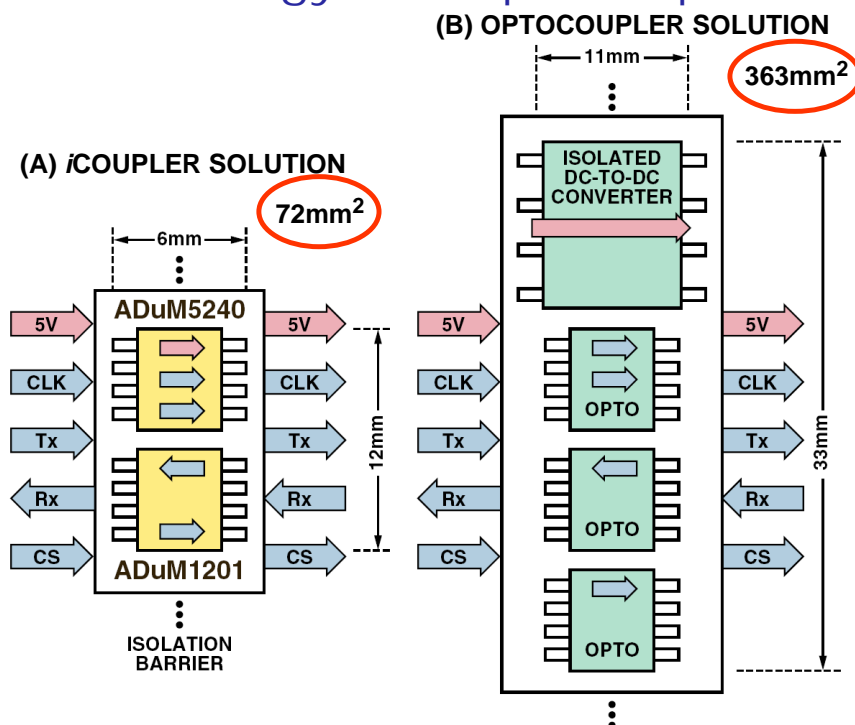 (B) OPTOCOUPLER SOLUTION
11mm
363mm2
ISOLATED
DC-TO-DC
CONVERTER
(A) iCOUPLER SOLUTION
72mm2
6mm
ADuM5240
5V
5V
CLK
CLK
Tx
Tx
Rx
Rx
CS
CS
12mm
ADuM1201
ISOLATION
BARRIER
5V
5V
CLK
CLK
OPTO
Tx
Tx
Rx
Rx
OPTO
CS
CS
OPTO
33mm